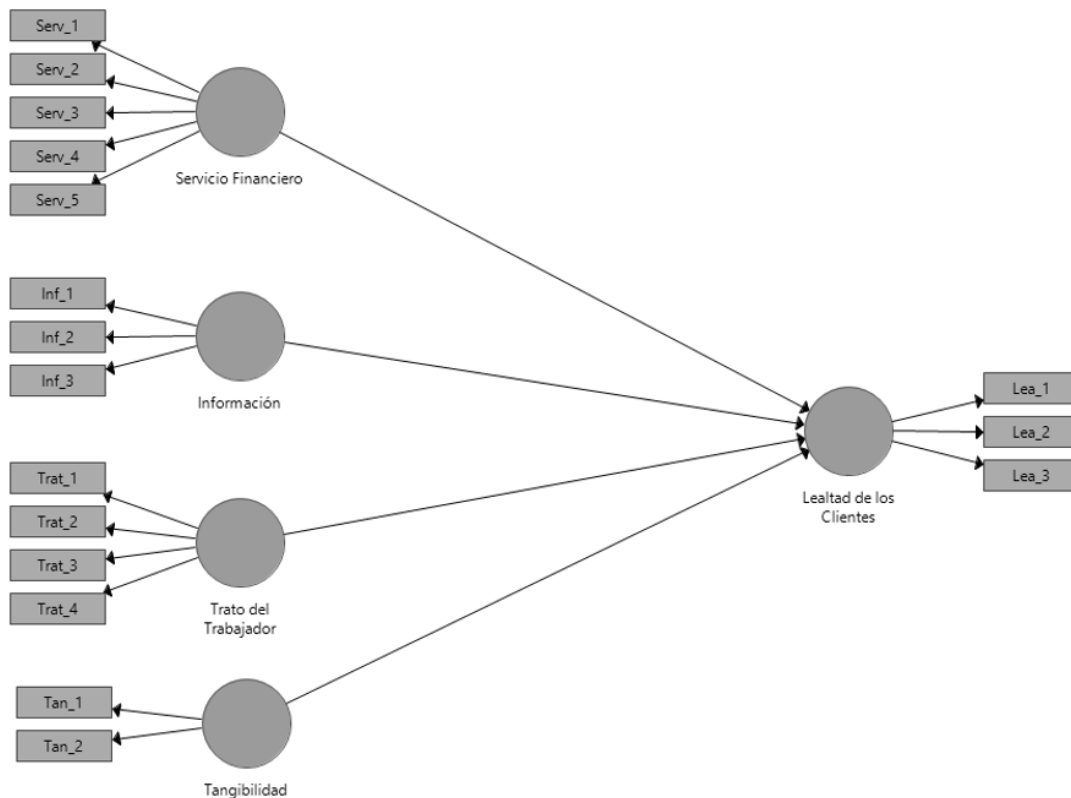 Serv_1
Serv_2
Serv_3
Serv_4
Serv_5
Servicio Financiero
Inf_1
Inf_2
Inf_3
Información
Trat_1
Trat_2
Trat_3
Trat_4
Trato del
Trabajador
Tan_1
Tan_2
Tangibilidad
Lealtad de los
Clientes
Lea_1
Lea_2
Lea_3